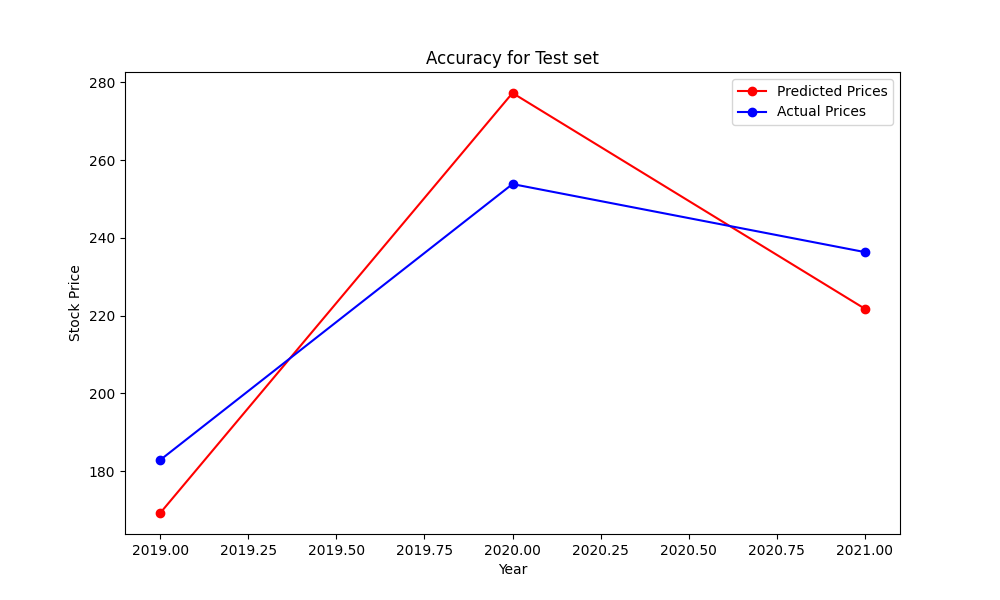 Accuracy for Test set
Predicted Prices
Actual Prices
280
260
240
220
200
180
Stock Price
2019.00 2019.25 2019.50 2019.75 2020.00 2020.25 2020.50 2020.75 2021.00
Year